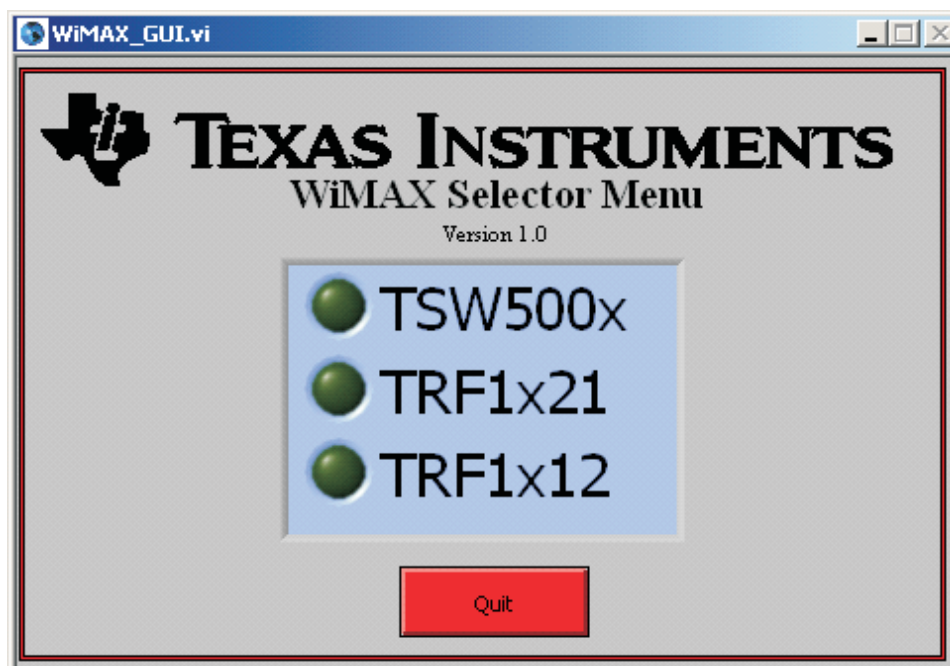 WiMAX_GUI.vi
TEXAS INSTRUMENTS
WiMAX Selector Menu
Version 1.0
TSW500x
TRF1x21
TRF1x12
Quit